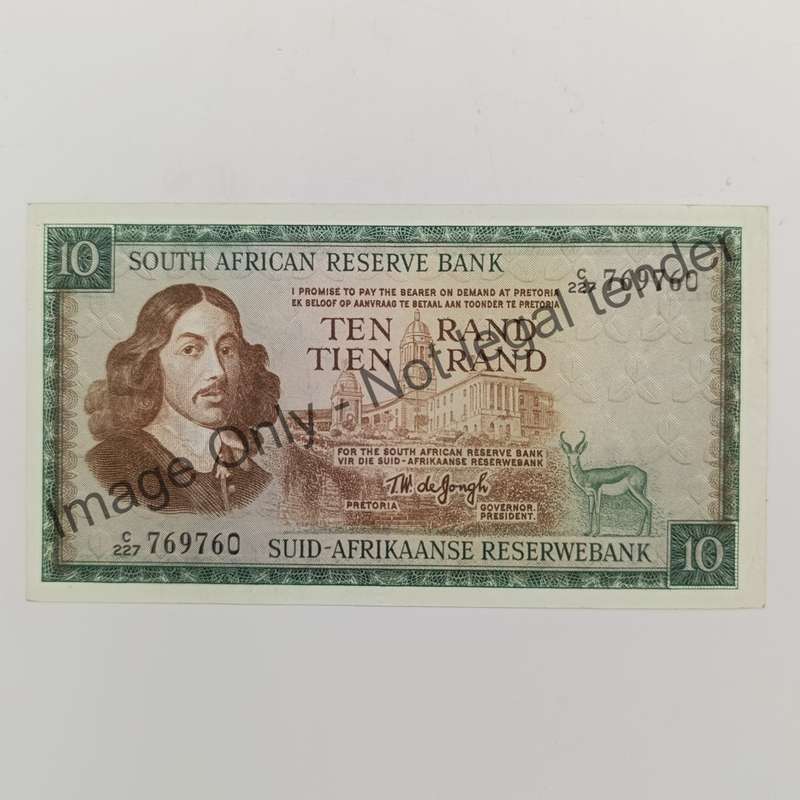 10
SOUTH AFRICAN RESERVE BANK
C/227 769760
I PROMISE TO PAY THE BEARER ON DEMAND AT PRETORIA
EK BELOOF OP AANVRAAG TE BETAAL AAN TOONDER TE PRETORIA
TEN RAND
TIEN RAND
FOR THE SOUTH AFRICAN RESERVE BANK
VIR DIE SUID-AFRIKAANSE RESERWEBANK
T.W. de Jongh
PRETORIA
GOVERNOR.
PRESIDENT.
C/227 769760
SUID-AFRIKAANSE RESERWEBANK
10
Image Only - Not legal tender